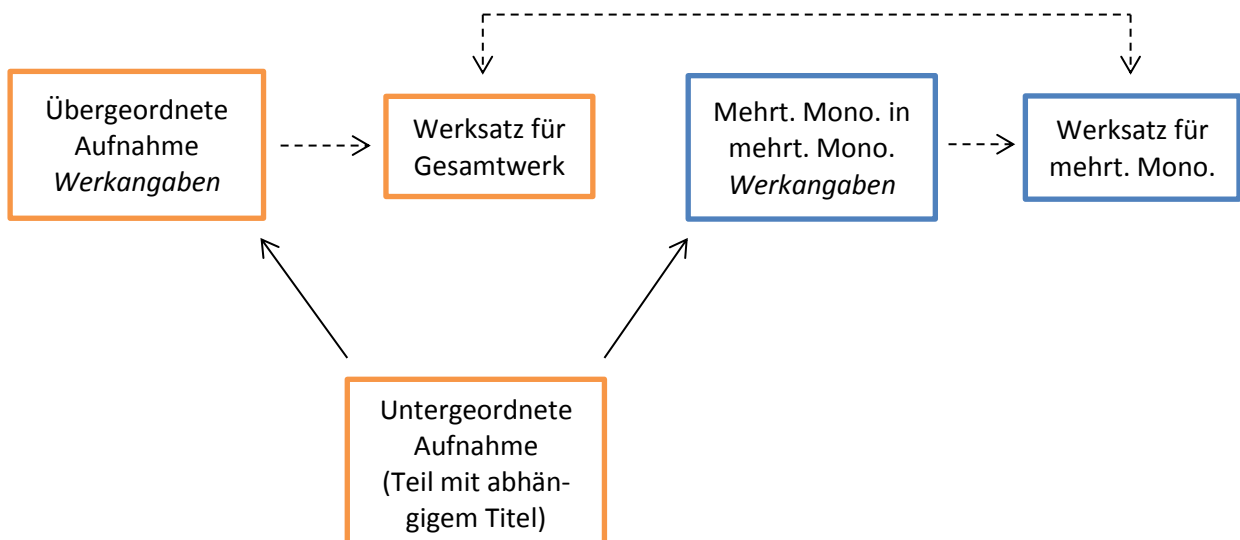 Übergeordnete
Aufnahme
Werkangaben
Werksatz für
Gesamtwerk
Mehrt. Mono. in
mehrt. Mono.
Werkangaben
Werksatz für
mehrt. Mono.
Untergeordnete
Aufnahme
(Teil mit abhän-
gigem Titel)